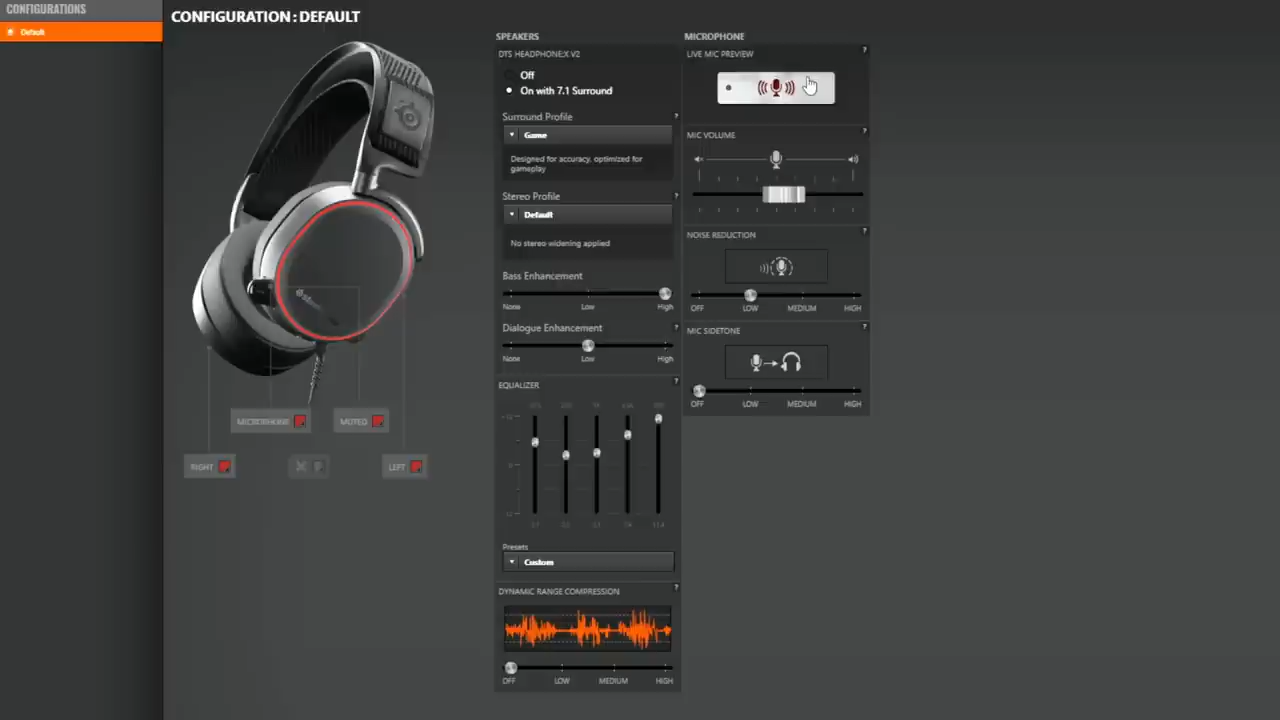 CONFIGURATIONS
Default
CONFIGURATION : DEFAULT
MICROPHONE
MUTED
RIGHT
LEFT
SPEAKERS
DTS HEADPHONE:X V2
Off
On with 7.1 Surround
Surround Profile
?
Game
Designed for accuracy, optimized for
gameplay
Stereo Profile
?
Default
No stereo widening applied
Bass Enhancement
None Low High
Dialogue Enhancement
?
None Low High
EQUALIZER
?
Presets
Custom
DYNAMIC RANGE COMPRESSION
?
OFF LOW MEDIUM HIGH
MICROPHONE
LIVE MIC PREVIEW
?
MIC VOLUME
?
NOISE REDUCTION
?
OFF LOW MEDIUM HIGH
MIC SIDETONE
?
OFF LOW MEDIUM HIGH